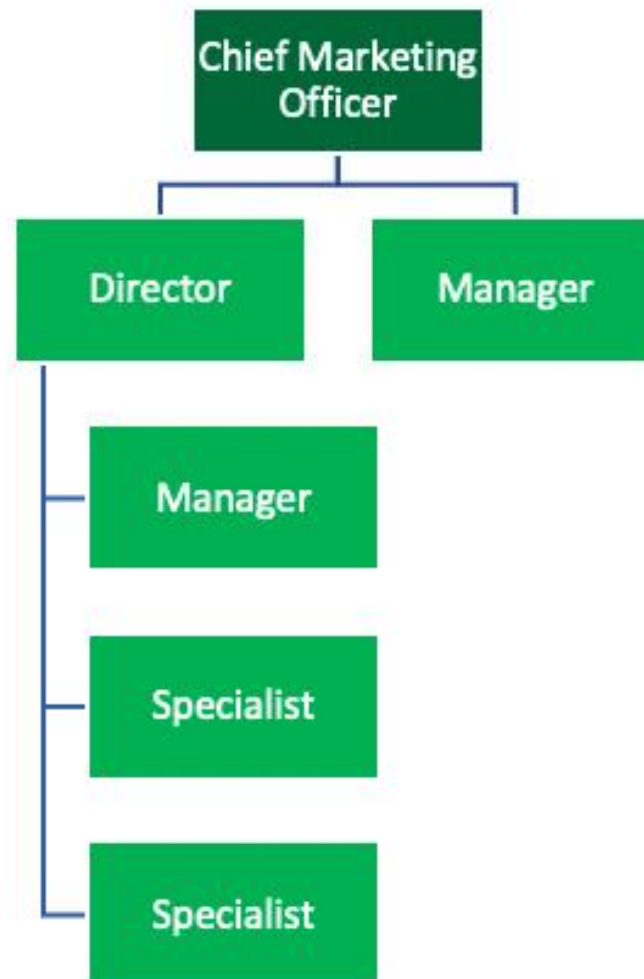 Chief Marketing
Officer
Director
Manager
Manager
Specialist
Specialist